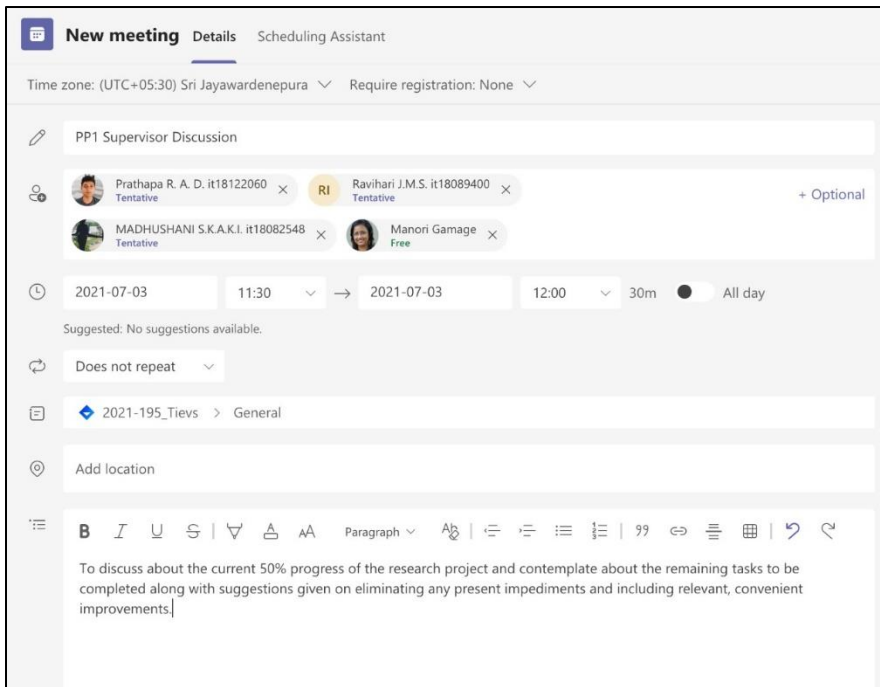 New meeting Details Scheduling Assistant
Time zone: (UTC+05:30) Sri Jayawardenepura Require registration: None
PP1 Supervisor Discussion
Prathapa R. A. D. it18122060 RI Ravihari J.M.S. it18089400
Tentative Tentative
+ Optional
MADHUSHANI S.K.A.K.I. it18082548 Manori Gamage
Tentative Free
2021-07-03 11:30 → 2021-07-03 12:00 30m All day
Suggested: No suggestions available.
Does not repeat
2021-195_Tievs > General
Add location
B I U S A AA Paragraph Ab 99
To discuss about the current 50% progress of the research project and contemplate about the remaining tasks to be
completed along with suggestions given on eliminating any present impediments and including relevant, convenient
improvements.